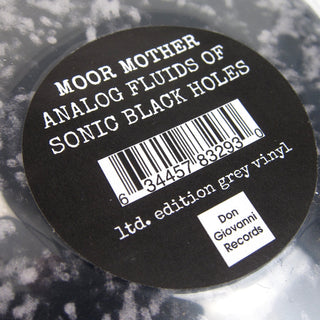 MOOR MOTHER
ANALOG FLUIDS OF
SONIC BLACK HOLES
6 34457 83293 0
ltd. edition grey vinyl
Don
Giovanni
Records